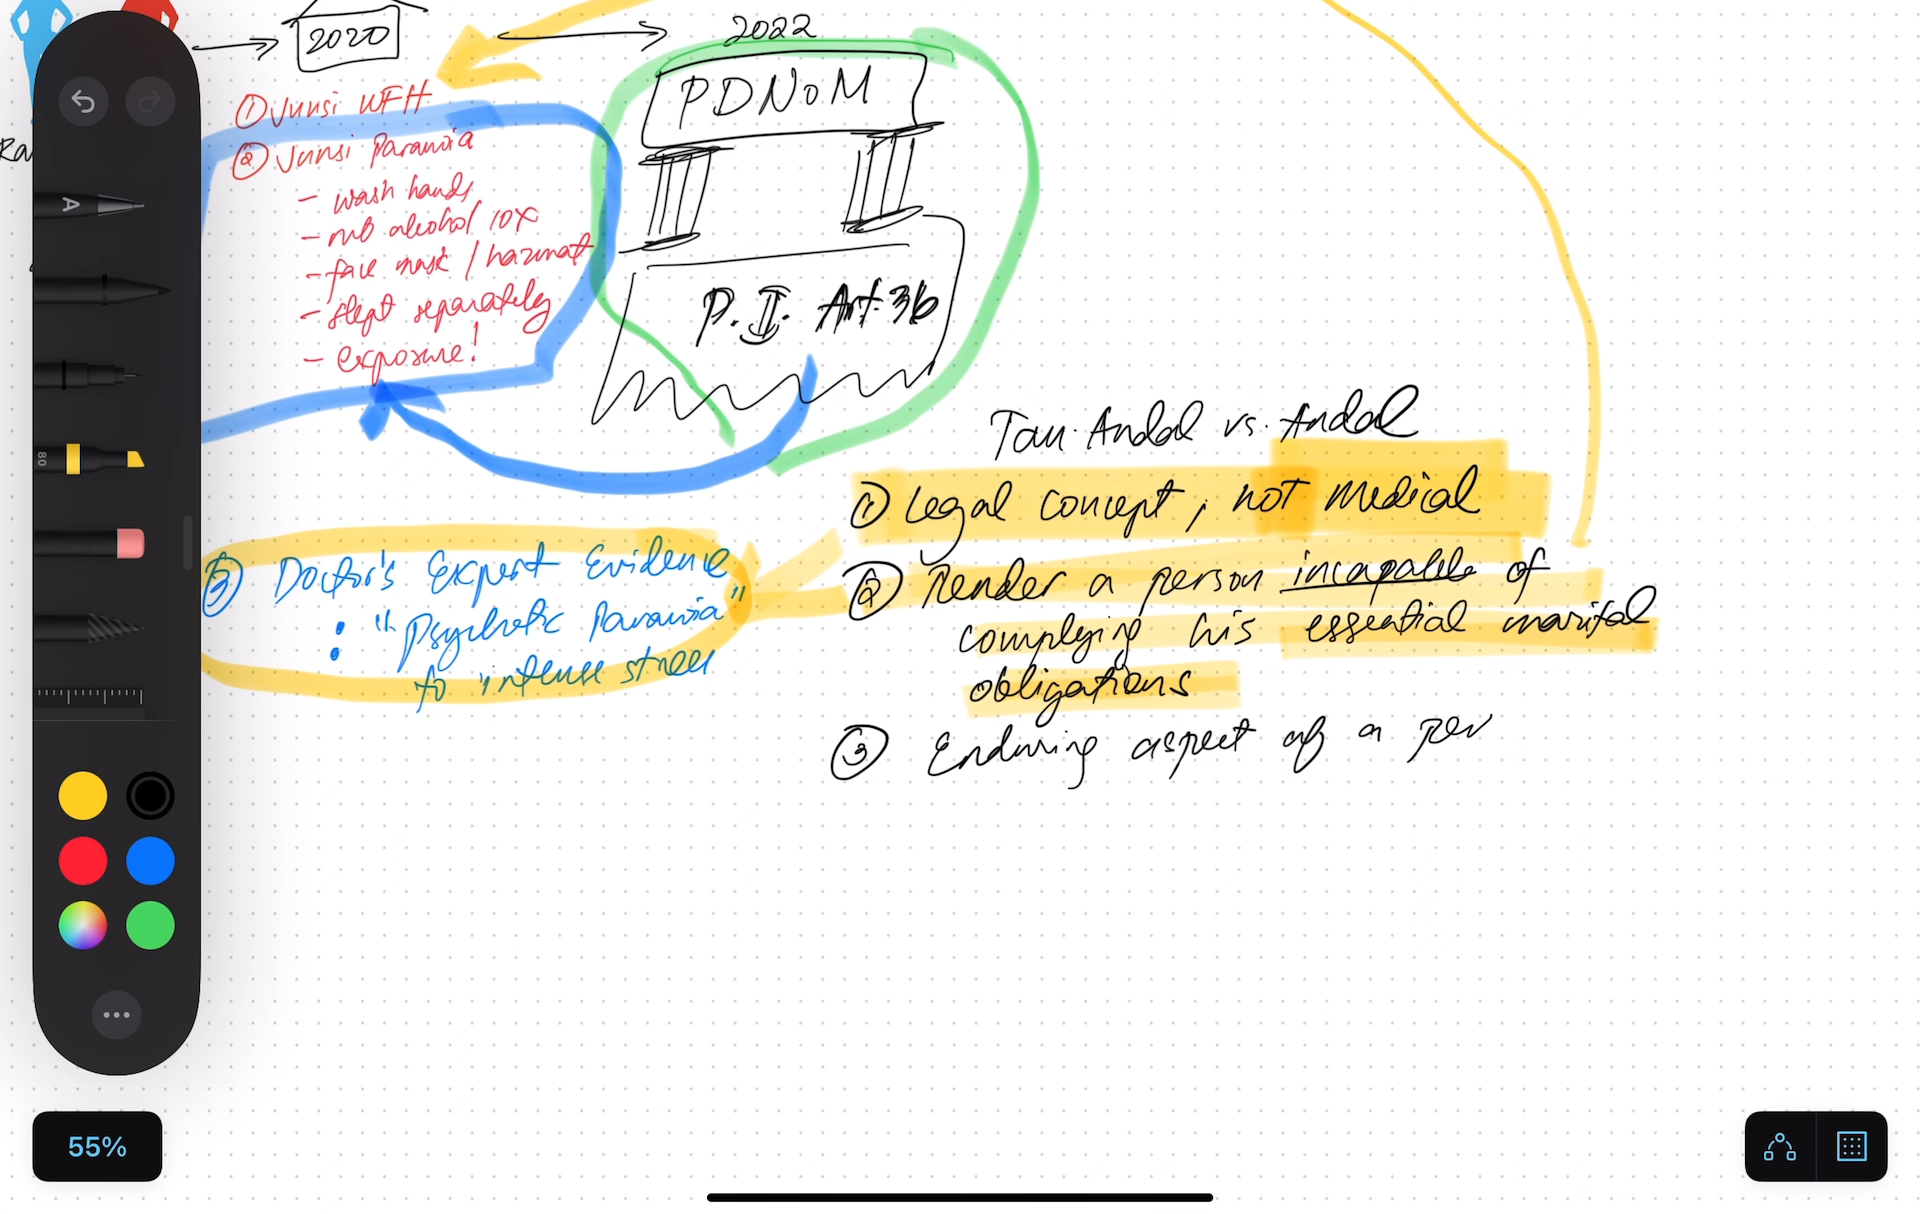 2020
2022
① Junsi WFH
② Junsi Paranoia
- wash hands
- rub alcohol 10x
- face mask / hazmat
- slept separately
- exposure!
PDNoM
P.I. Art. 36
Tan-Andal vs. Andal
① Legal concept, not Medical
② Render a person incapable of
complying his essential marital
obligations
③ Enduring aspect of a per
③ Doctor's Expert Evidence
: "Psychotic Paranoia"
to intense stress
Ra
A
80
55%